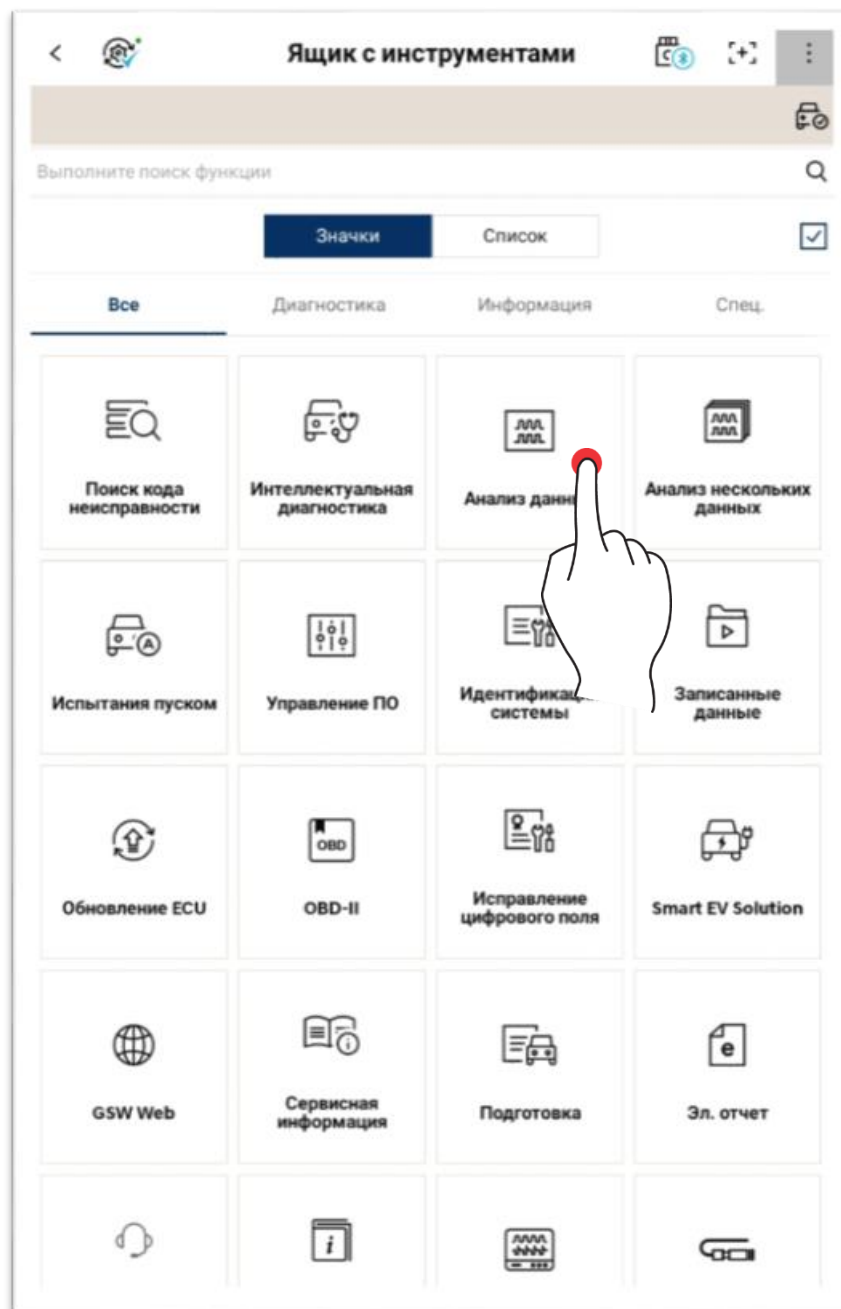 Ящик с инструментами
Выполните поиск функции
Значки
Список
Все
Диагностика
Информация
Спец.
Поиск кода
неисправности
Интеллектуальная
диагностика
Анализ данн
Анализ нескольких
данных
Испытания пуском
Управление ПО
Идентификац
системы
Записанные
данные
Обновление ECU
OBD
OBD-II
Исправление
цифрового поля
Smart EV Solution
GSW Web
Сервисная
информация
Подготовка
e
Эл. отчет
i